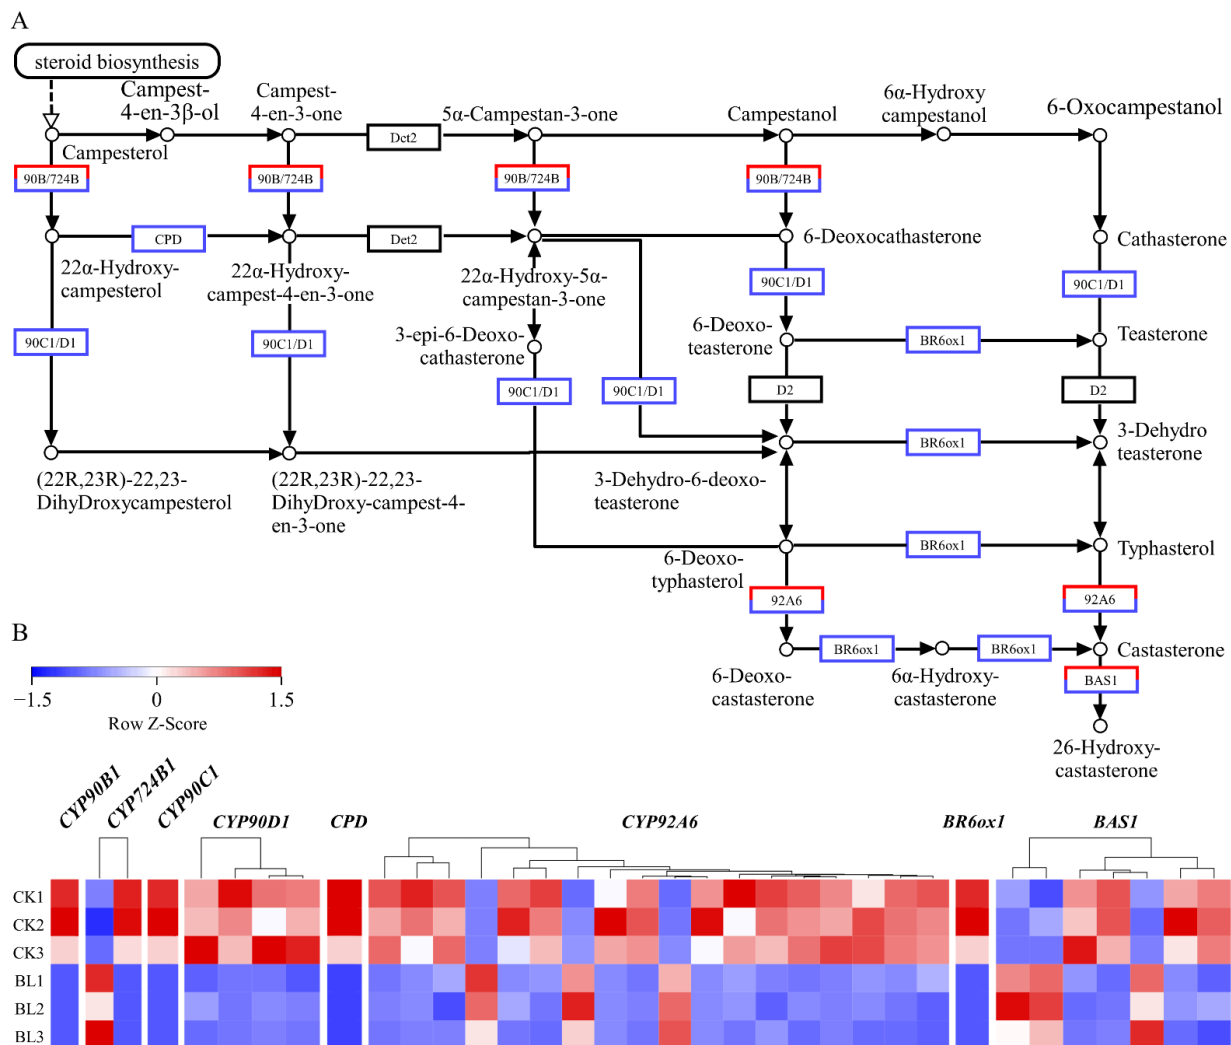 A
steroid biosynthesis
Campest-
4-en-3β-ol
Campest-
4-en-3-one
5α-Campestan-3-one
Campestanol
6α-Hydroxy
campestanol
6-Oxocampestanol
Det2
Campesterol
90B/724B
90B/724B
90B/724B
90B/724B
CPD
Det2
6-Deoxocathasterone
Cathasterone
22α-Hydroxy-
campesterol
22α-Hydroxy-
campest-4-en-3-one
22α-Hydroxy-5α-
campestan-3-one
90C1/D1
90C1/D1
90C1/D1
90C1/D1
3-epi-6-Deoxo-
cathasterone
6-Deoxo-
teasterone
BR6ox1
Teasterone
90C1/D1
90C1/D1
D2
D2
BR6ox1
3-Dehydro
teasterone
(22R,23R)-22,23-
DihyDroxycampesterol
(22R,23R)-22,23-
DihyDroxy-campest-4-
en-3-one
3-Dehydro-6-deoxo-
teasterone
6-Deoxo-
typhasterol
BR6ox1
Typhasterol
92A6
92A6
BR6ox1
BR6ox1
Castasterone
6-Deoxo-
castasterone
6α-Hydroxy-
castasterone
BAS1
26-Hydroxy-
castasterone
B
−1.5
0
1.5
Row Z-Score
CYP90B1
CYP724B1
CYP90C1
CYP90D1
CPD
CYP92A6
BR6ox1
BAS1
CK1
CK2
CK3
BL1
BL2
BL3